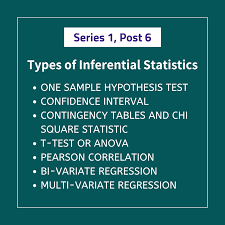 Series 1, Post 6
Types of Inferential Statistics
• ONE SAMPLE HYPOTHESIS TEST
• CONFIDENCE INTERVAL
• CONTINGENCY TABLES AND CHI
SQUARE STATISTIC
• T-TEST OR ANOVA
• PEARSON CORRELATION
• BI-VARIATE REGRESSION
• MULTI-VARIATE REGRESSION